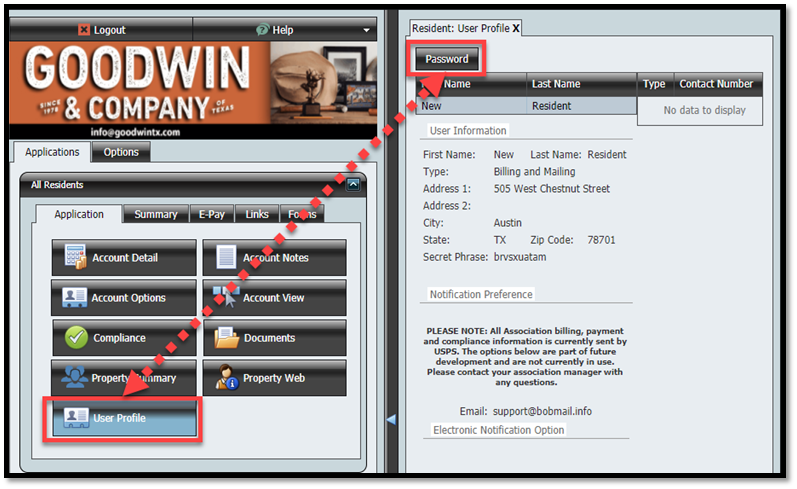 Logout
Help
GOODWIN
SINCE 1978 & COMPANY OF TEXAS
info@goodwintx.com
Applications
Options
All Residents
Application
Summary
E-Pay
Links
Forms
Account Detail
Account Notes
Account Options
Account View
Compliance
Documents
Property Summary
Property Web
User Profile
Resident: User Profile X
Password
Name
Last Name
Type
Contact Number
New
Resident
No data to display
User Information
First Name: New Last Name: Resident
Type: Billing and Mailing
Address 1: 505 West Chestnut Street
Address 2:
City: Austin
State: TX Zip Code: 78701
Secret Phrase: brvsxuatam
Notification Preference
PLEASE NOTE: All Association billing, payment
and compliance information is currently sent by
USPS. The options below are part of future
development and are not currently in use.
Please contact your association manager with
any questions.
Email: support@bobmail.info
Electronic Notification Option